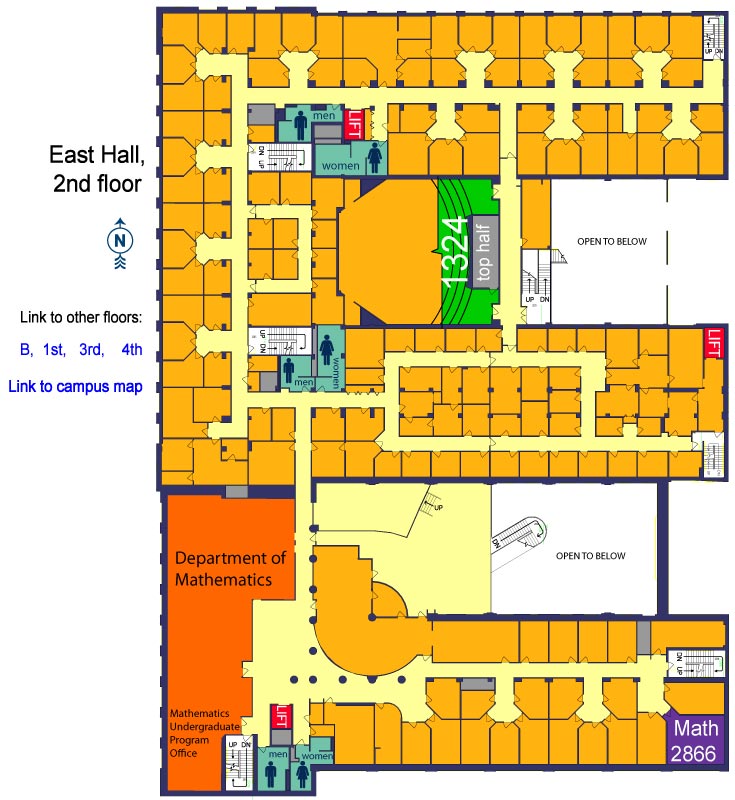 East Hall,
2nd floor
N
Link to other floors:
B, 1st, 3rd, 4th
Link to campus map
UP DN
men
LIFT
women
DN
UP
1324
top half
OPEN TO BELOW
UP DN
UP
DN
men
women
LIFT
UP
DN
OPEN TO BELOW
Department of
Mathematics
DN
UP
Mathematics
Undergraduate
Program
Office
LIFT
UP DN
men
women
Math
2866